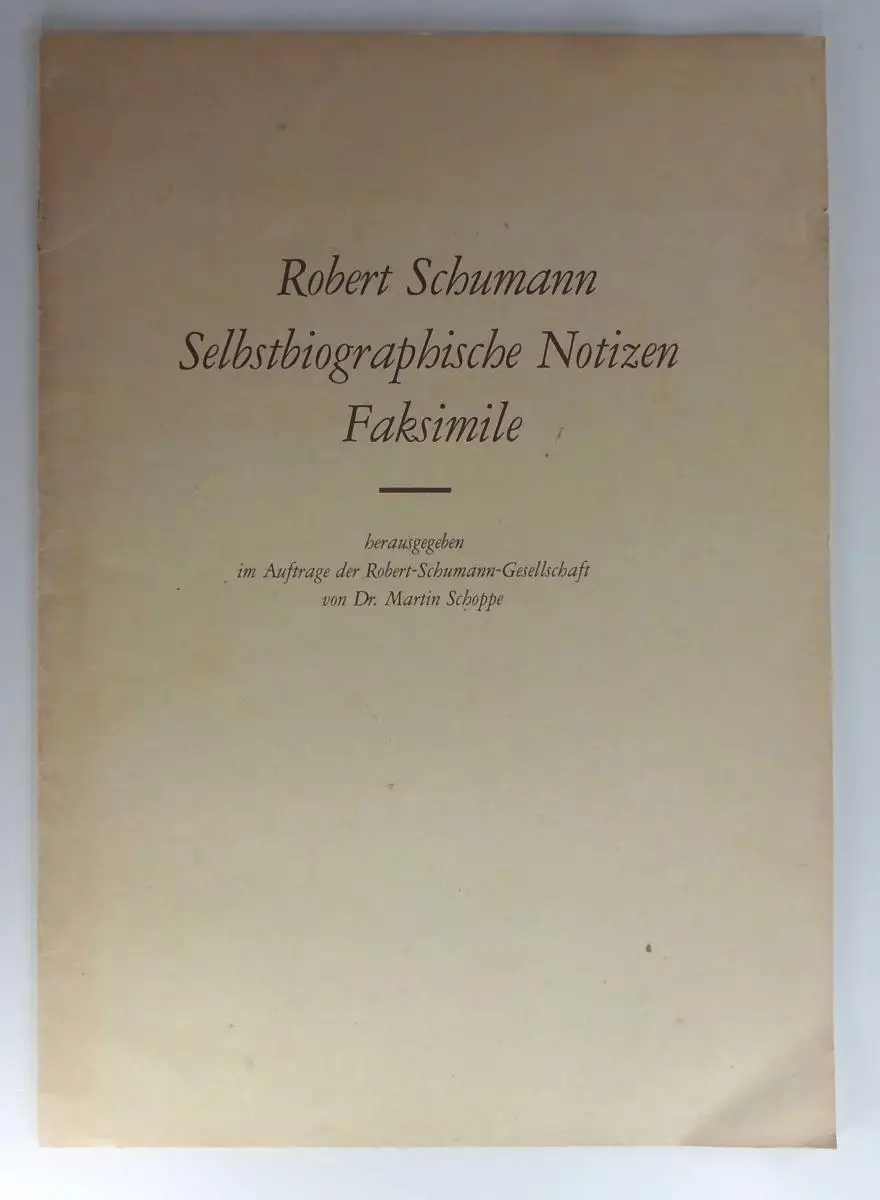 Robert Schumann
Selbstbiographische Notizen
Faksimile
herausgegeben
im Auftrage der Robert-Schumann-Gesellschaft
von Dr. Martin Schoppe